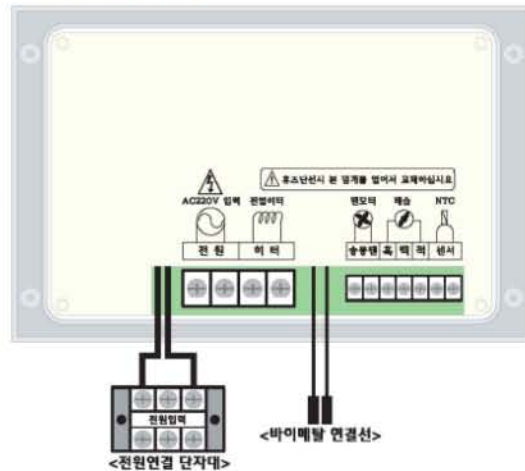 ⚠ 휴즈단선시 본 덮개를 열어서 교체하십시요
AC220V 입력 전열히터 팬모터 배습 NTC
전 원 히 터 송풍팬 흑 백 적 센서
전원입력
<전원연결 단자대>
<바이메탈 연결선>